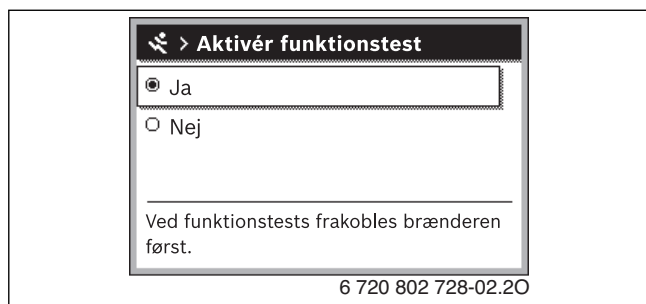 > Aktivér funktionstest
Ja
Nej
Ved funktionstests frakobles brænderen
først.
6 720 802 728-02.2O